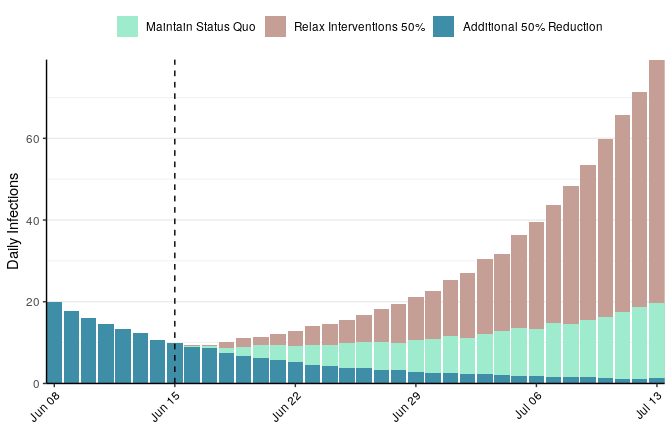 Maintain Status Quo Relax Interventions 50% Additional 50% Reduction
Daily Infections
60
40
20
0
Jun 08 Jun 15 Jun 22 Jun 29 Jul 06 Jul 13